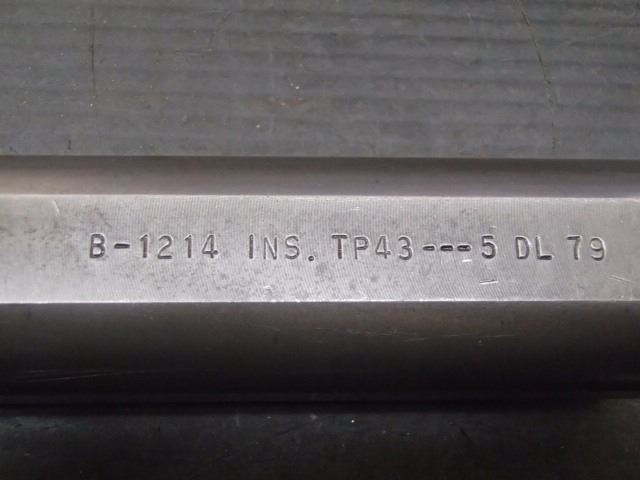 B-1214 INS. TP43---5 DL 79